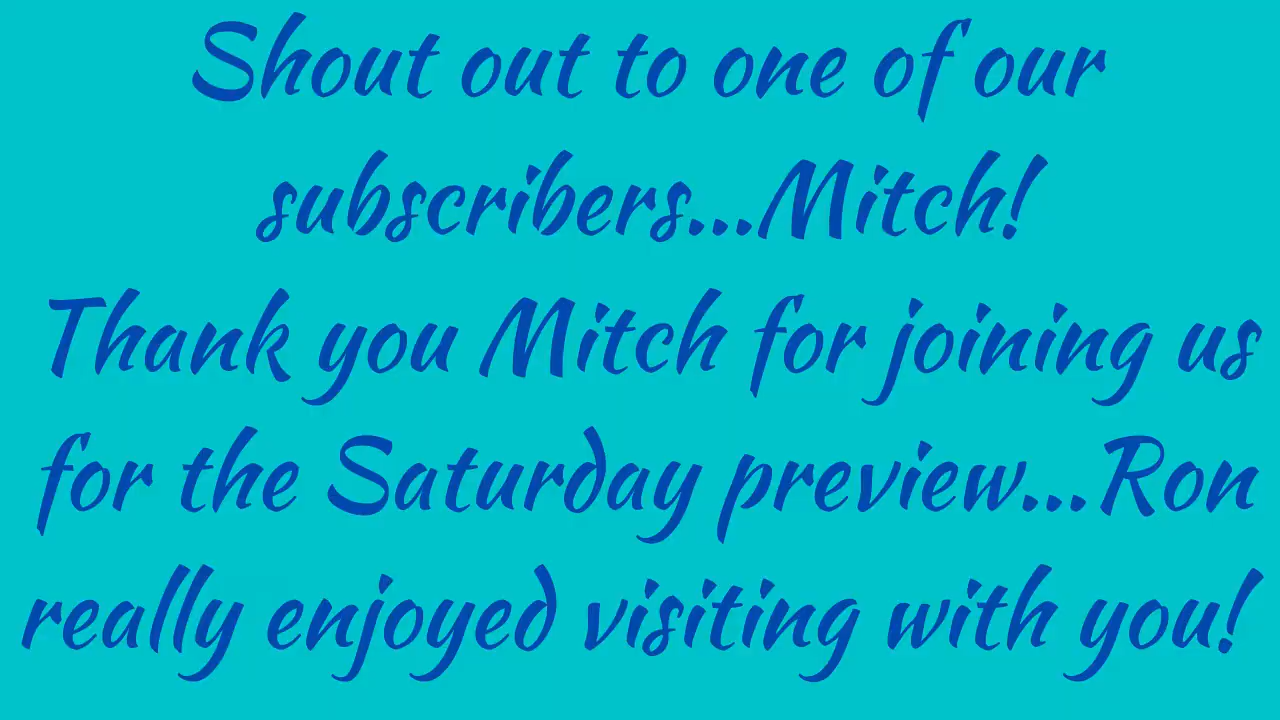 Shout out to one of our
subscribers...Mitch!
Thank you Mitch for joining us
for the Saturday preview...Ron
really enjoyed visiting with you!